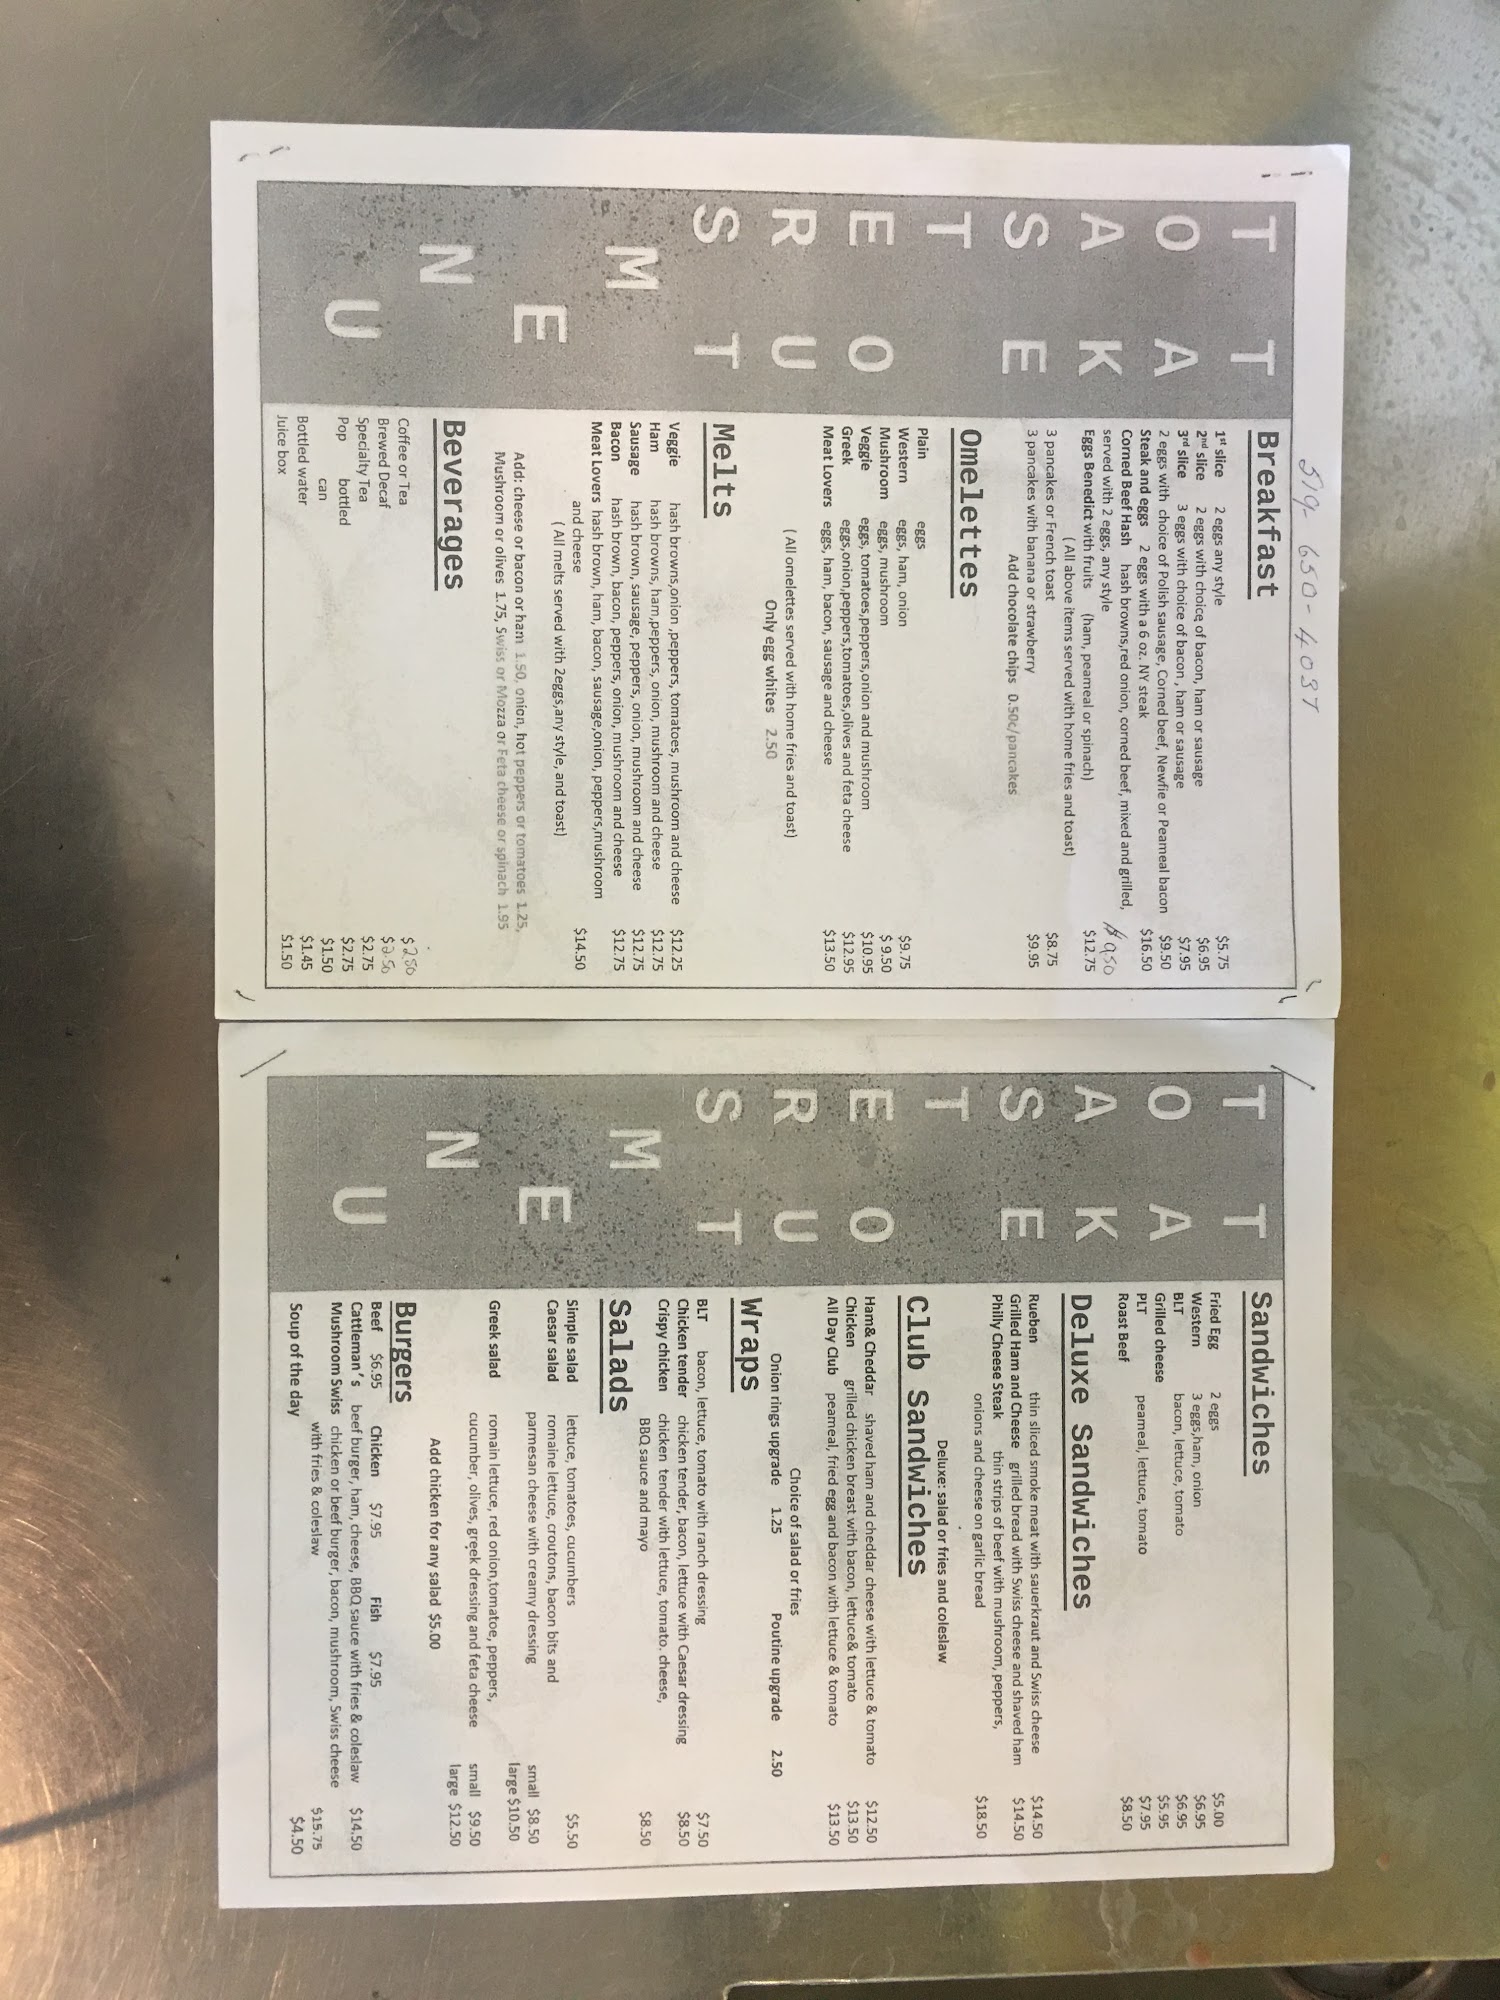 519-650-4037
T T
O A
A K
S E
T
E O
R U
S T
M
E
N
U
Breakfast
1st slice 2 eggs any style $5.75
2nd slice 2 eggs with choice of bacon, ham or sausage $6.95
3rd slice 3 eggs with choice of bacon , ham or sausage $7.95
2 eggs with choice of Polish sausage, Corned beef, Newfie or Peameal bacon $9.50
Steak and eggs 2 eggs with a 6 oz. NY steak $16.50
Corned Beef Hash hash browns,red onion, corned beef, mixed and grilled,
served with 2 eggs, any style $9.50
Eggs Benedict with fruits (ham, peameal or spinach) $12.75
( All above items served with home fries and toast)
3 pancakes or French toast $8.75
3 pancakes with banana or strawberry $9.95
Add chocolate chips 0.50c/pancakes
Omelettes
Plain eggs $9.75
Western eggs, ham, onion
Mushroom eggs, mushroom $ 9.50
Veggie eggs, tomatoes,peppers,onion and mushroom $10.95
Greek eggs,onion,peppers,tomatoes,olives and feta cheese $12.95
Meat Lovers eggs, ham, bacon, sausage and cheese $13.50
( All omelettes served with home fries and toast)
Only egg whites 2.50
Melts
Veggie hash browns,onion ,peppers, tomatoes, mushroom and cheese $12.25
Ham hash browns, ham,peppers, onion, mushroom and cheese $12.75
Sausage hash brown, sausage, peppers, onion, mushroom and cheese $12.75
Bacon hash brown, bacon, peppers, onion, mushroom and cheese $12.75
Meat Lovers hash brown, ham, bacon, sausage,onion, peppers,mushroom
and cheese $14.50
( All melts served with 2eggs,any style, and toast)
Add: cheese or bacon or ham 1.50, onion, hot peppers or tomatoes 1.25,
Mushroom or olives 1.75, Swiss or Mozza or Feta cheese or spinach 1.95
Beverages
Coffee or Tea $ 2.50
Brewed Decaf $ 2.50
Specialty Tea $2.75
Pop bottled $2.75
can $1.50
Bottled water $1.45
Juice box $1.50
T T
O A
A K
S E
T
E O
R U
S T
M
E
N
U
Sandwiches
Fried Egg 2 eggs $5.00
Western 3 eggs,ham, onion $6.95
BLT bacon, lettuce, tomato $6.95
Grilled cheese $5.95
PLT peameal, lettuce, tomato $7.95
Roast Beef $8.50
Deluxe Sandwiches
Rueben thin sliced smoke meat with sauerkraut and Swiss cheese $14.50
Grilled Ham and Cheese grilled bread with Swiss cheese and shaved ham $14.50
Philly Cheese Steak thin strips of beef with mushroom, peppers,
onions and cheese on garlic bread $18.50
Deluxe: salad or fries and coleslaw
Club Sandwiches
Ham& Cheddar shaved ham and cheddar cheese with lettuce & tomato $12.50
Chicken grilled chicken breast with bacon, lettuce& tomato $13.50
All Day Club peameal, fried egg and bacon with lettuce & tomato $13.50
Choice of salad or fries
Onion rings upgrade 1.25 Poutine upgrade 2.50
Wraps
BLT bacon, lettuce, tomato with ranch dressing $7.50
Chicken tender chicken tender, bacon, lettuce with Caesar dressing $8.50
Crispy chicken chicken tender with lettuce, tomato. cheese,
BBQ sauce and mayo $8.50
Salads
Simple salad lettuce, tomatoes, cucumbers $5.50
Caesar salad romaine lettuce, croutons, bacon bits and
parmesan cheese with creamy dressing small $8.50
large $10.50
Greek salad romain lettuce, red onion,tomatoe, peppers,
cucumber, olives, greek dressing and feta cheese small $9.50
large $12.50
Add chicken for any salad $5.00
Burgers
Beef $6.95 Chicken $7.95 Fish $7.95
Cattleman's beef burger, ham, cheese, BBQ sauce with fries & coleslaw $14.50
Mushroom Swiss chicken or beef burger, bacon, mushroom, Swiss cheese
with fries & coleslaw $15.75
Soup of the day $4.50